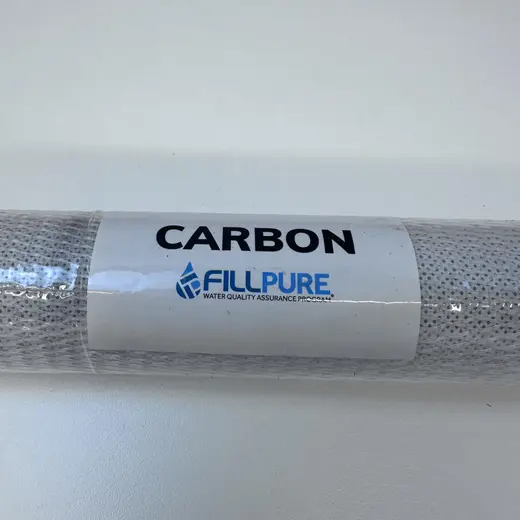 CARBON
FILLPURE
WATER QUALITY ASSURANCE PROGRAM